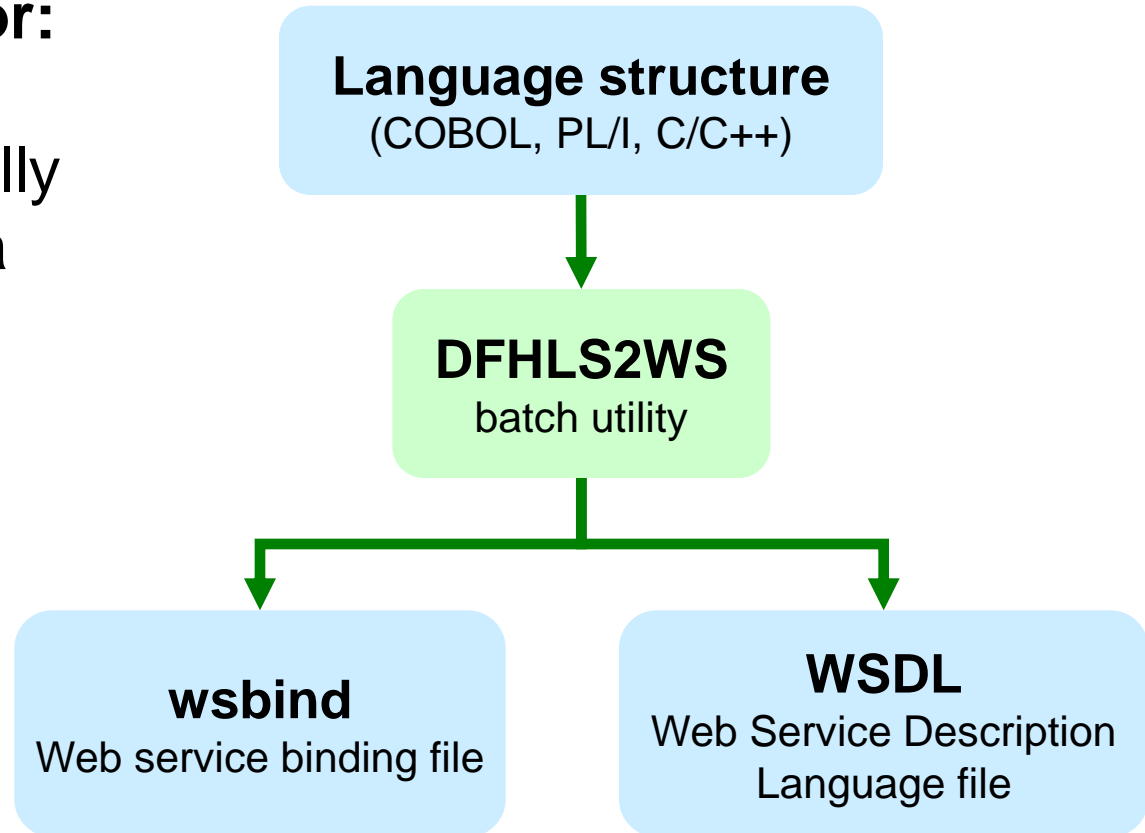 or:
Language structure
(COBOL, PL/I, C/C++)
lly
a
DFHLS2WS
batch utility
wsbind
Web service binding file
WSDL
Web Service Description
Language file